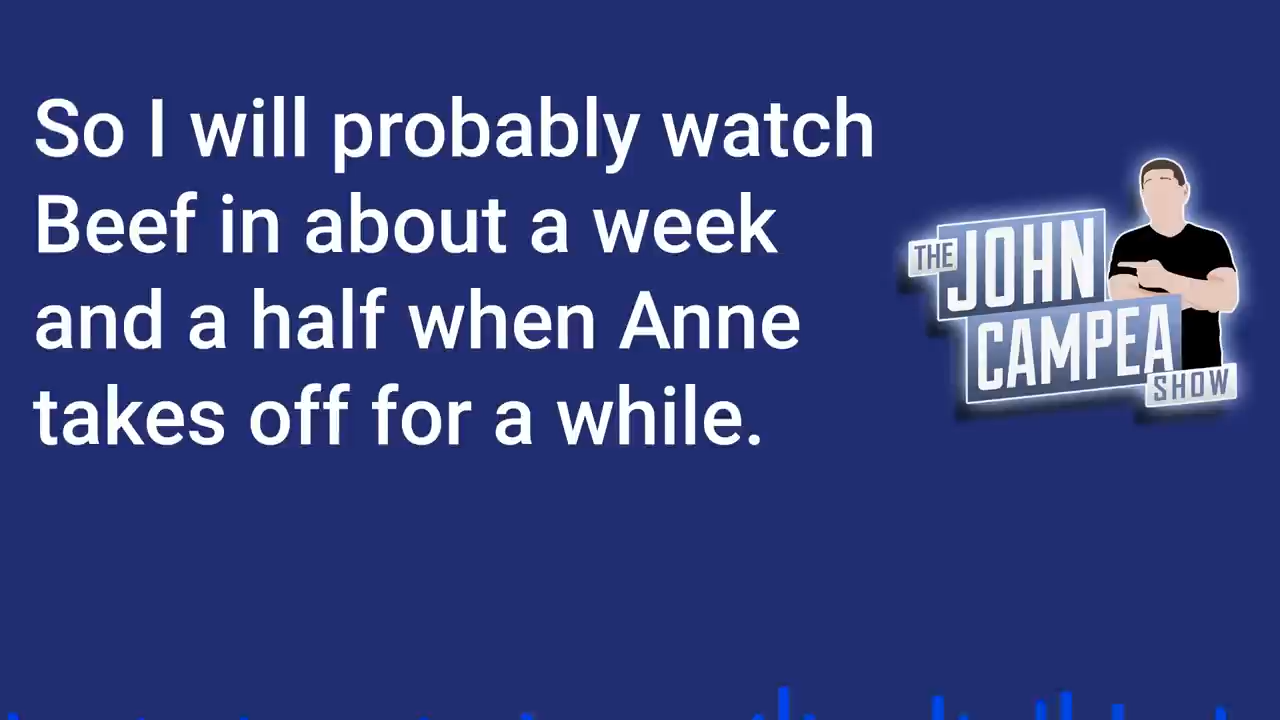 So I will probably watch
Beef in about a week
and a half when Anne
takes off for a while.
THE
JOHN
CAMPEA
SHOW